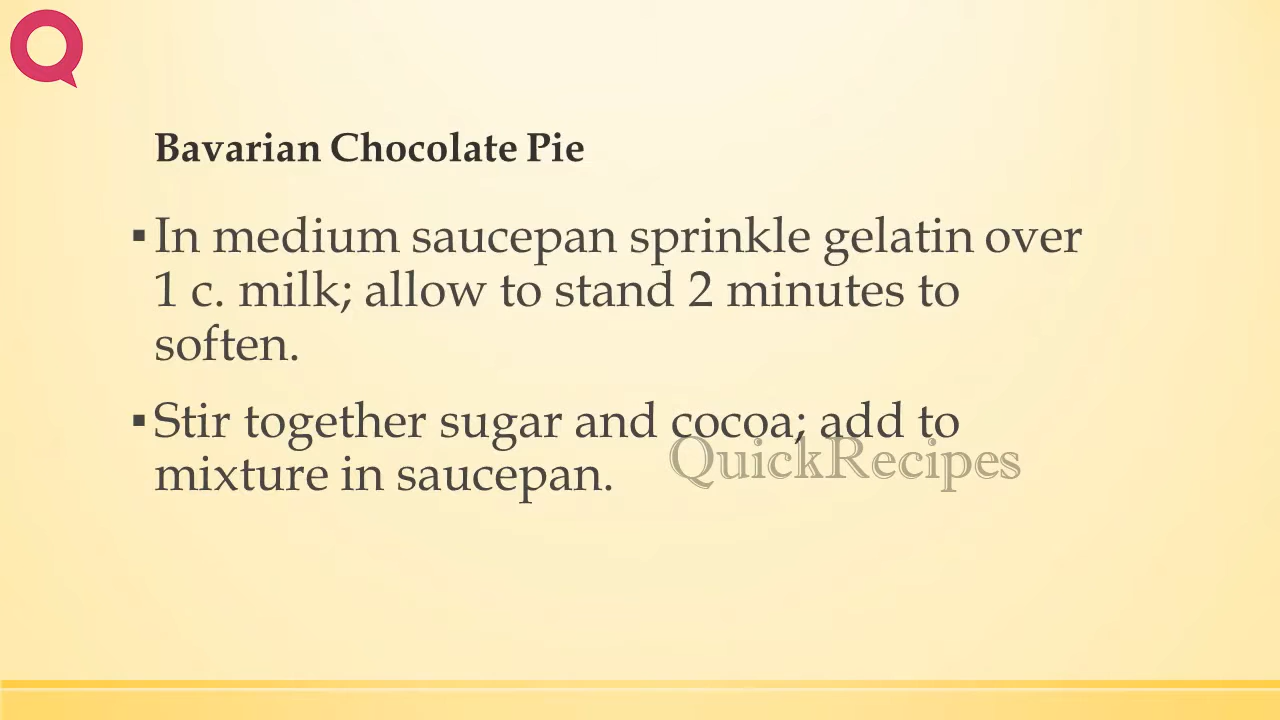 Bavarian Chocolate Pie
▪In medium saucepan sprinkle gelatin over
1 c. milk; allow to stand 2 minutes to
soften.
▪Stir together sugar and cocoa; add to
mixture in saucepan.
QuickRecipes